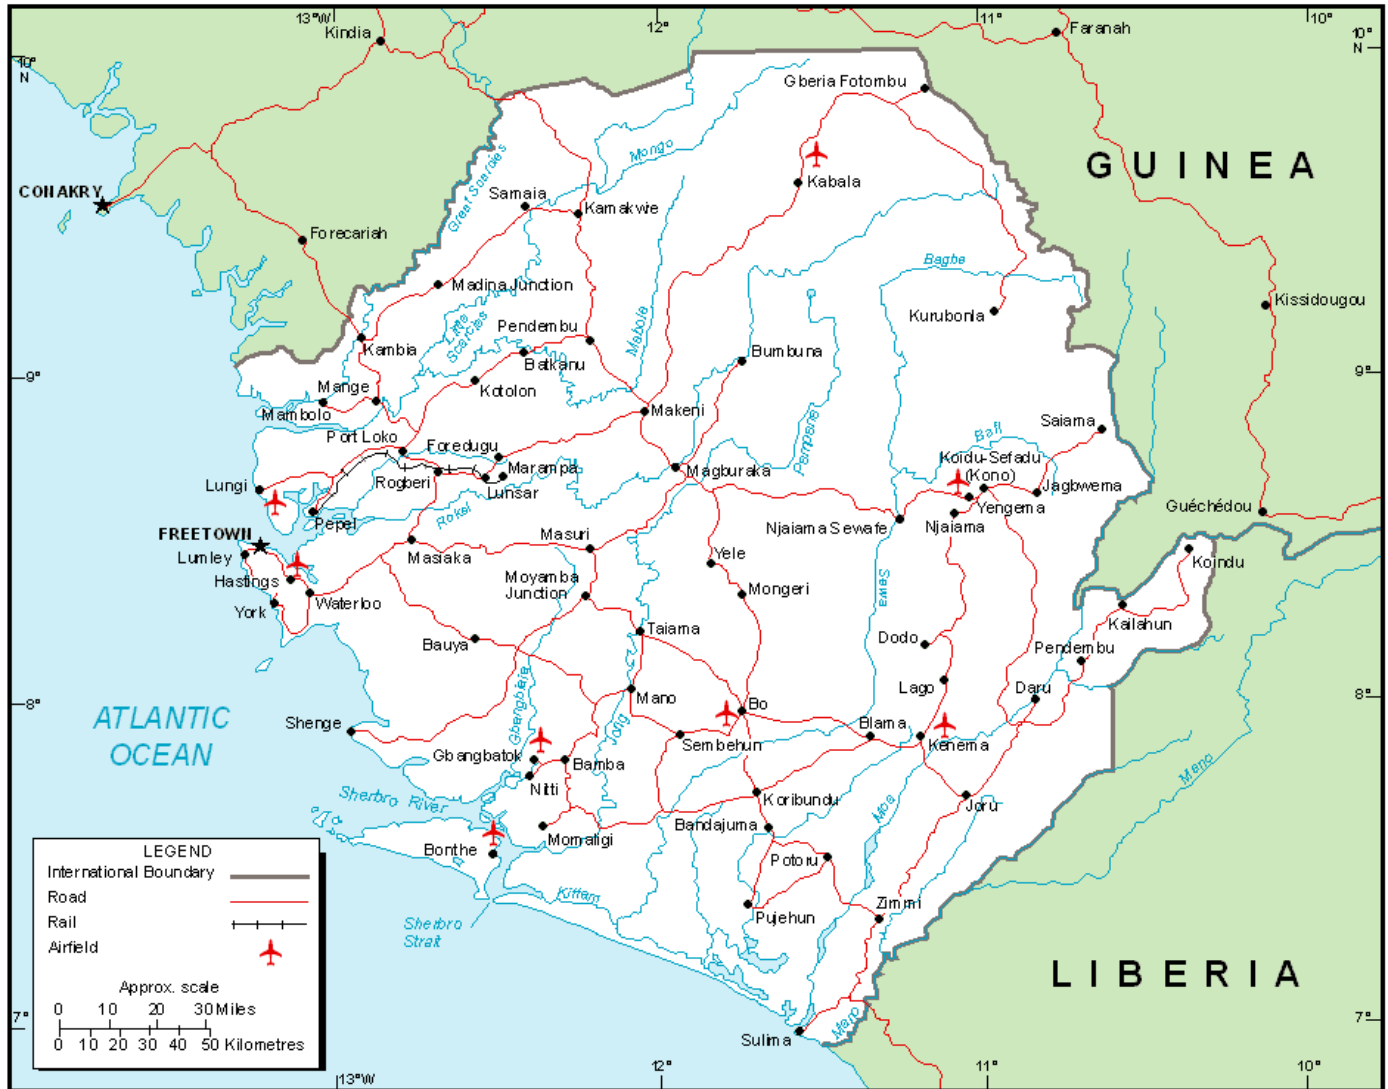 13°W
12°
11°
10°
10°
N
10°
N
Kindia
Faranah
Gberia Fotombu
GUINEA
Mongo
Great Scarcies
CONAKRY
Samaia
Kamakwie
Kabala
Forecariah
Bagbe
Madina Junction
Kissidougou
Little
Scarcies
Pendembu
Mabole
Kurubonla
Kambia
Batkanu
Bumbuna
9°
9°
Mange
Kotolon
Mambolo
Makeni
Pampana
Saiama
Port Loko
Foredugu
Bafi
Koidu-Sefadu
(Kono)
Marampa
Magburaka
Lungi
Rogberi
Lunsar
Jagbwema
Yengema
Pepel
Rokel
Njaiama Sewafe
Njaiama
Guéchédou
FREETOWN
Lumley
Masiaka
Masuri
Yele
Koindu
Hastings
Moyamba
Junction
Sewa
York
Waterloo
Mongeri
Kailahun
Taiama
Bauya
Dodo
Pendembu
Gbangbaia
Lago
Daru
Mano
8°
8°
ATLANTIC
OCEAN
Shenge
Jong
Bo
Blama
Sembehun
Kenema
Gbangbatok
Bamba
Meno
Nitti
Sherbro River
Koribundu
Moa
Joru
Bandajuma
Momaligi
Bonthe
Potoru
Kittam
Zimmi
Pujehun
Sherbro
Strait
LIBERIA
LEGEND
International Boundary
Road
Rail
Airfield
Approx. scale
0 10 20 30 Miles
0 10 20 30 40 50 Kilometres
7°
7°
Mano
Sulima
13°W
12°
11°
10°